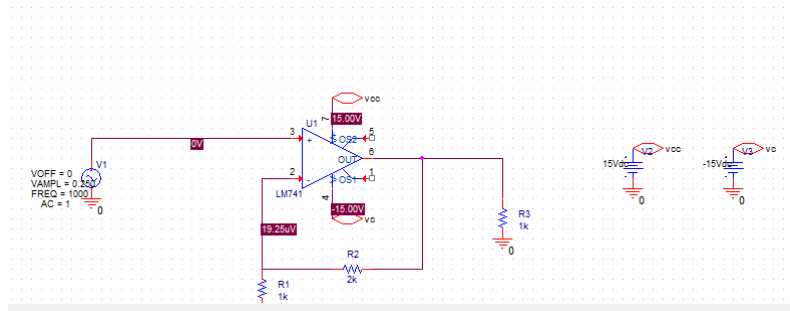 vcc
U1
7
15.00V
3
+
OS2
5
0V
6
OUT
V1
2
-
OS1
1
VOFF = 0
VAMPL = 0.250
FREQ = 1000
AC = 1
0
LM741
4
-15.00V
vc
19.25uV
R2
2k
R1
1k
R3
1k
0
V2
vcc
15Vdc
0
V3
vc
-15Vdc
0